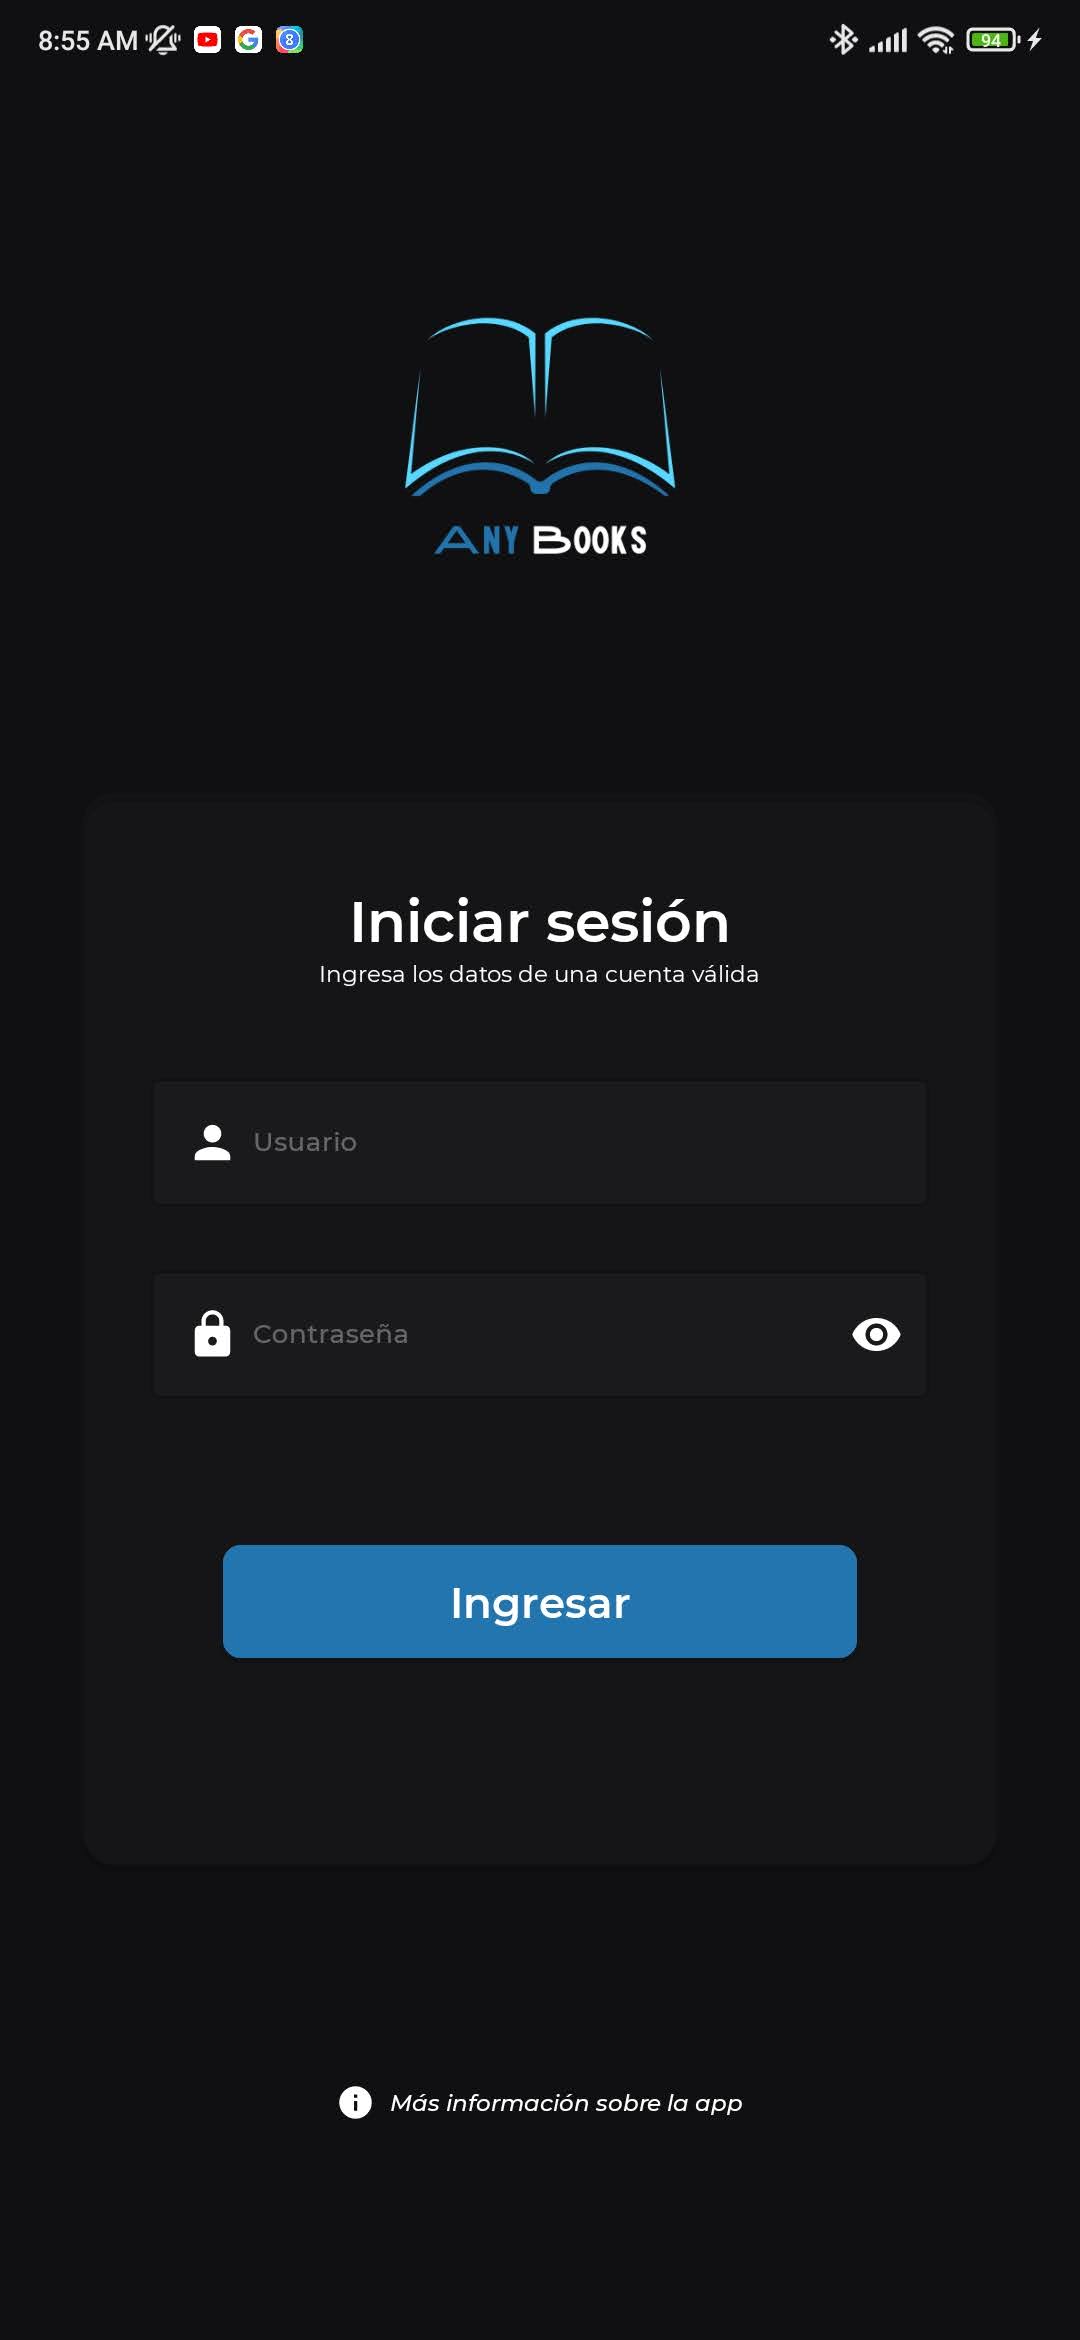 8:55 AM
94
Any Books
Iniciar sesión
Ingresa los datos de una cuenta válida
Usuario
Contraseña
Ingresar
Más información sobre la app